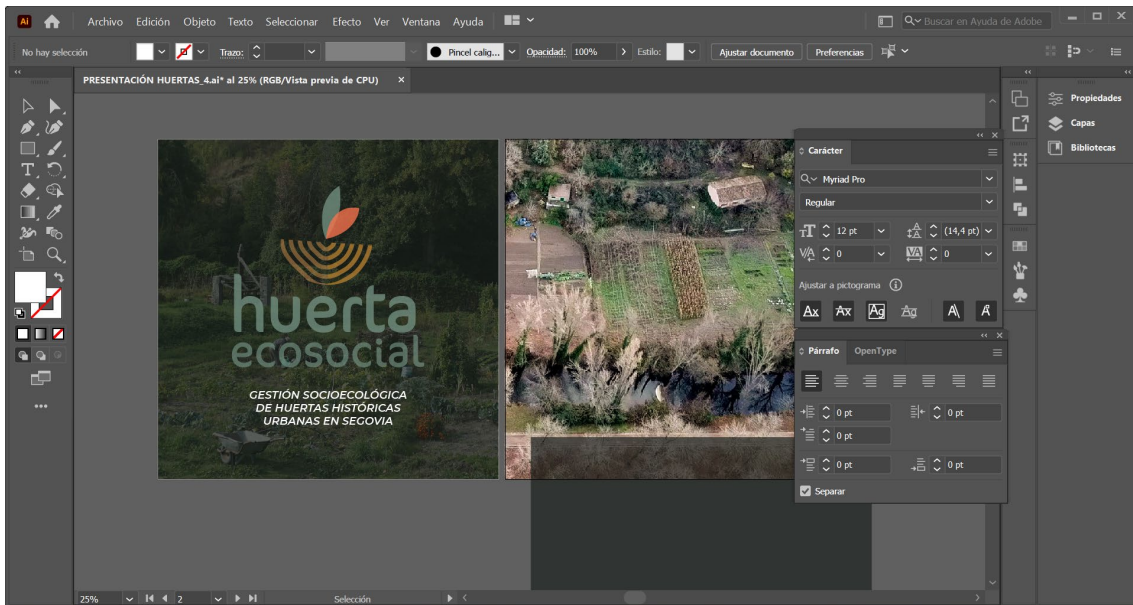 Ai Archivo Edición Objeto Texto Seleccionar Efecto Ver Ventana Ayuda Buscar en Ayuda de Adobe
No hay selección Trazo: Pincel calig... Opacidad: 100% Estilo: Ajustar documento Preferencias
PRESENTACIÓN HUERTAS_4.ai* al 25% (RGB/Vista previa de CPU) ×
Propiedades
Capas
Bibliotecas
Carácter
Myriad Pro
Regular
12 pt (14,4 pt)
0 0
Ajustar a pictograma
Párrafo OpenType
0 pt 0 pt
0 pt
0 pt 0 pt
Separar
huerta
ecosocial
GESTIÓN SOCIOECOLÓGICA
DE HUERTAS HISTÓRICAS
URBANAS EN SEGOVIA
25% 2 Selección